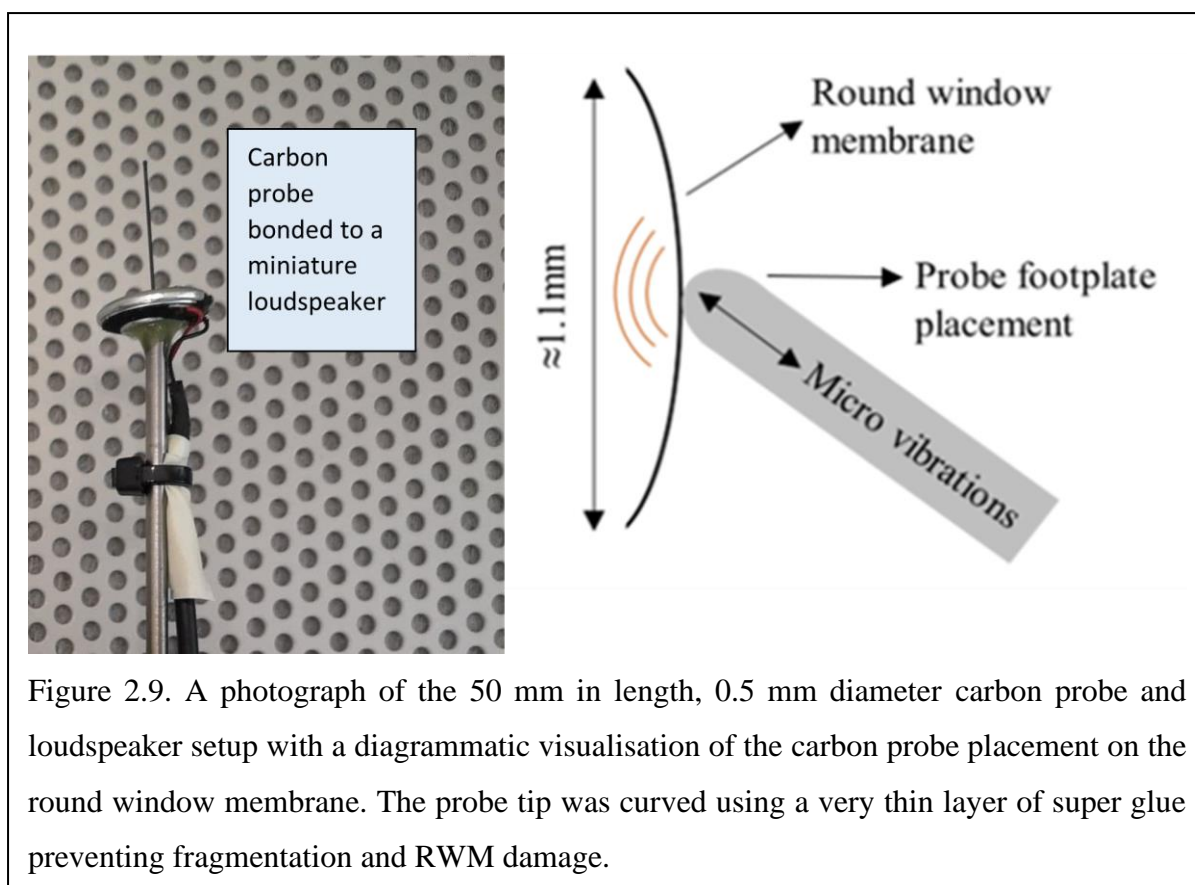 Carbon
probe
bonded to a
miniature
loudspeaker
Round window
membrane
≈1.1mm
Probe footplate
placement
Micro vibrations
Figure 2.9. A photograph of the 50 mm in length, 0.5 mm diameter carbon probe and
loudspeaker setup with a diagrammatic visualisation of the carbon probe placement on the
round window membrane. The probe tip was curved using a very thin layer of super glue
preventing fragmentation and RWM damage.